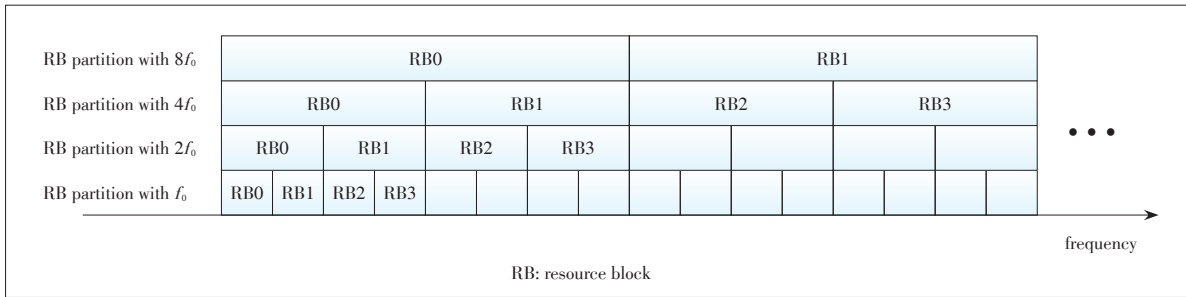 RB partition with 8f₀ RB0 RB1
RB partition with 4f₀ RB0 RB1 RB2 RB3
RB partition with 2f₀ RB0 RB1 RB2 RB3
RB partition with f₀ RB0 RB1 RB2 RB3
frequency
RB: resource block